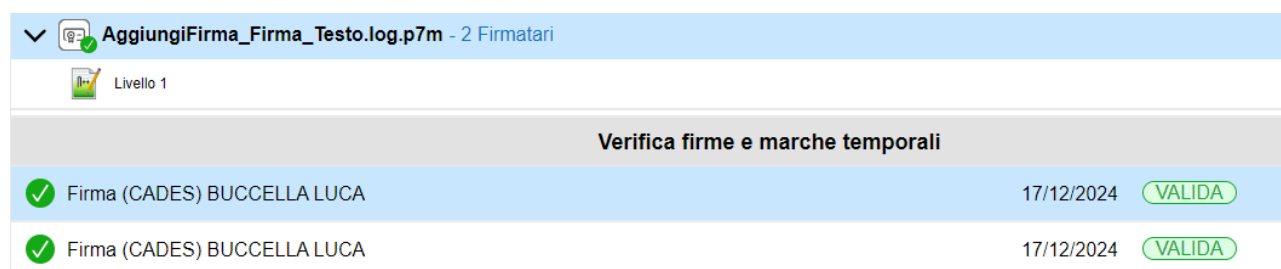 AggiungiFirma_Firma_Testo.log.p7m - 2 Firmatari
Livello 1
Verifica firme e marche temporali
Firma (CADES) BUCCELLA LUCA 17/12/2024 VALIDA
Firma (CADES) BUCCELLA LUCA 17/12/2024 VALIDA